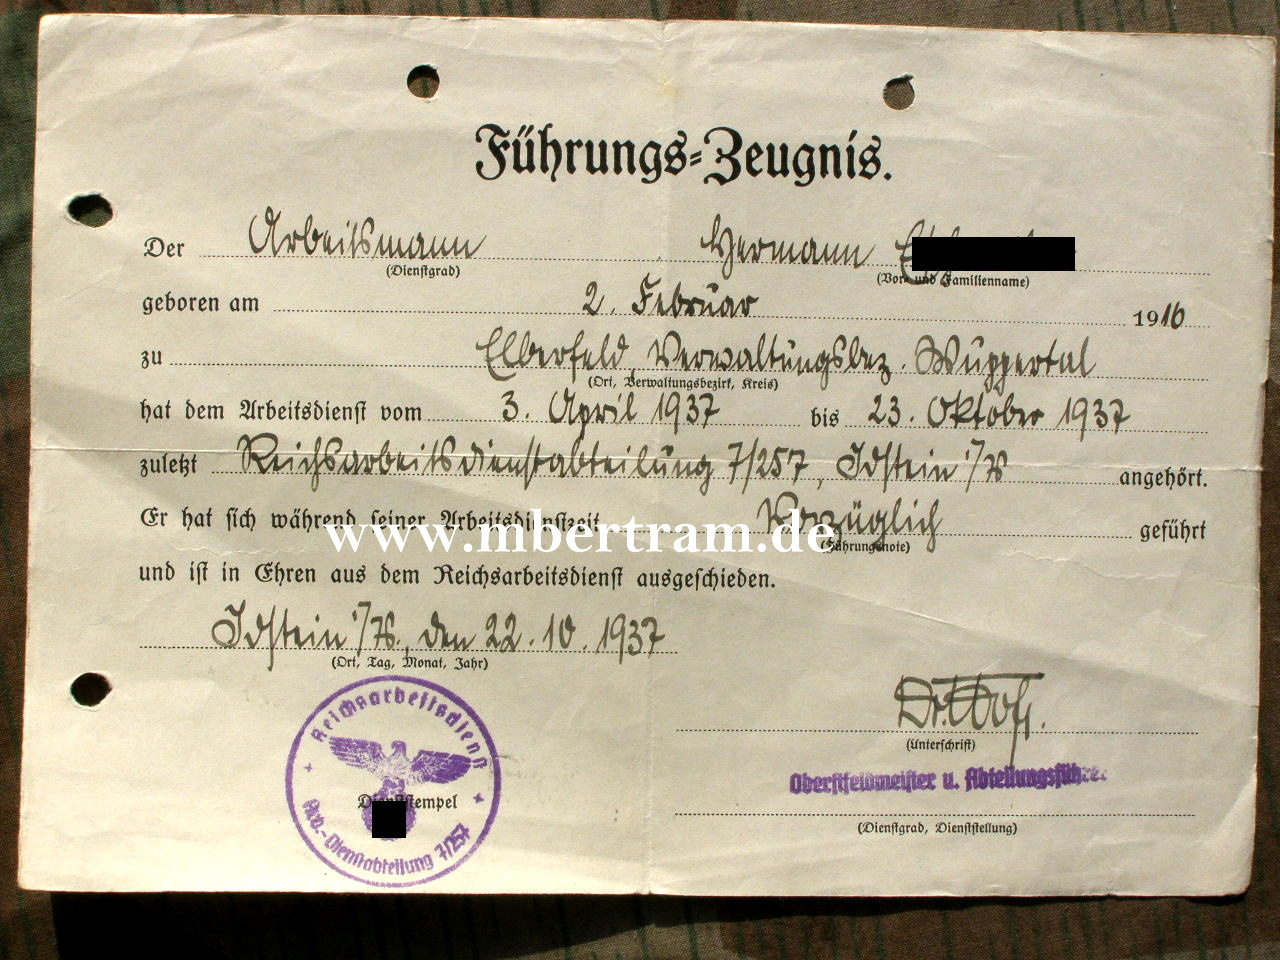 Führungs-Zeugnis.
Der Arbeitsmann Hermann
(Dienstgrad) (Vor- und Familienname)
geboren am 2. Februar 1916
zu Elberfeld, Verwaltungsbez. Wuppertal
(Ort, Verwaltungsbezirk, Kreis)
hat dem Arbeitsdienst vom 3. April 1937 bis 23. Oktober 1937
zuletzt Reichsarbeitsdienstabteilung 7/257, Idstein i/Ts angehört.
Er hat sich während seiner Arbeitsdienstzeit Vorzüglich geführt
(Führungsnote)
www.mbertram.de
und ist in Ehren aus dem Reichsarbeitsdienst ausgeschieden.
Idstein i/Ts., den 22.10.1937
(Ort, Tag, Monat, Jahr)
(Unterschrift)
Oberstfeldmeister u. Abteilungsführer
(Dienstgrad, Dienststellung)
Reichsarbeitsdienst
Dienststempel
RAD.-Dienstabteilung 7/257